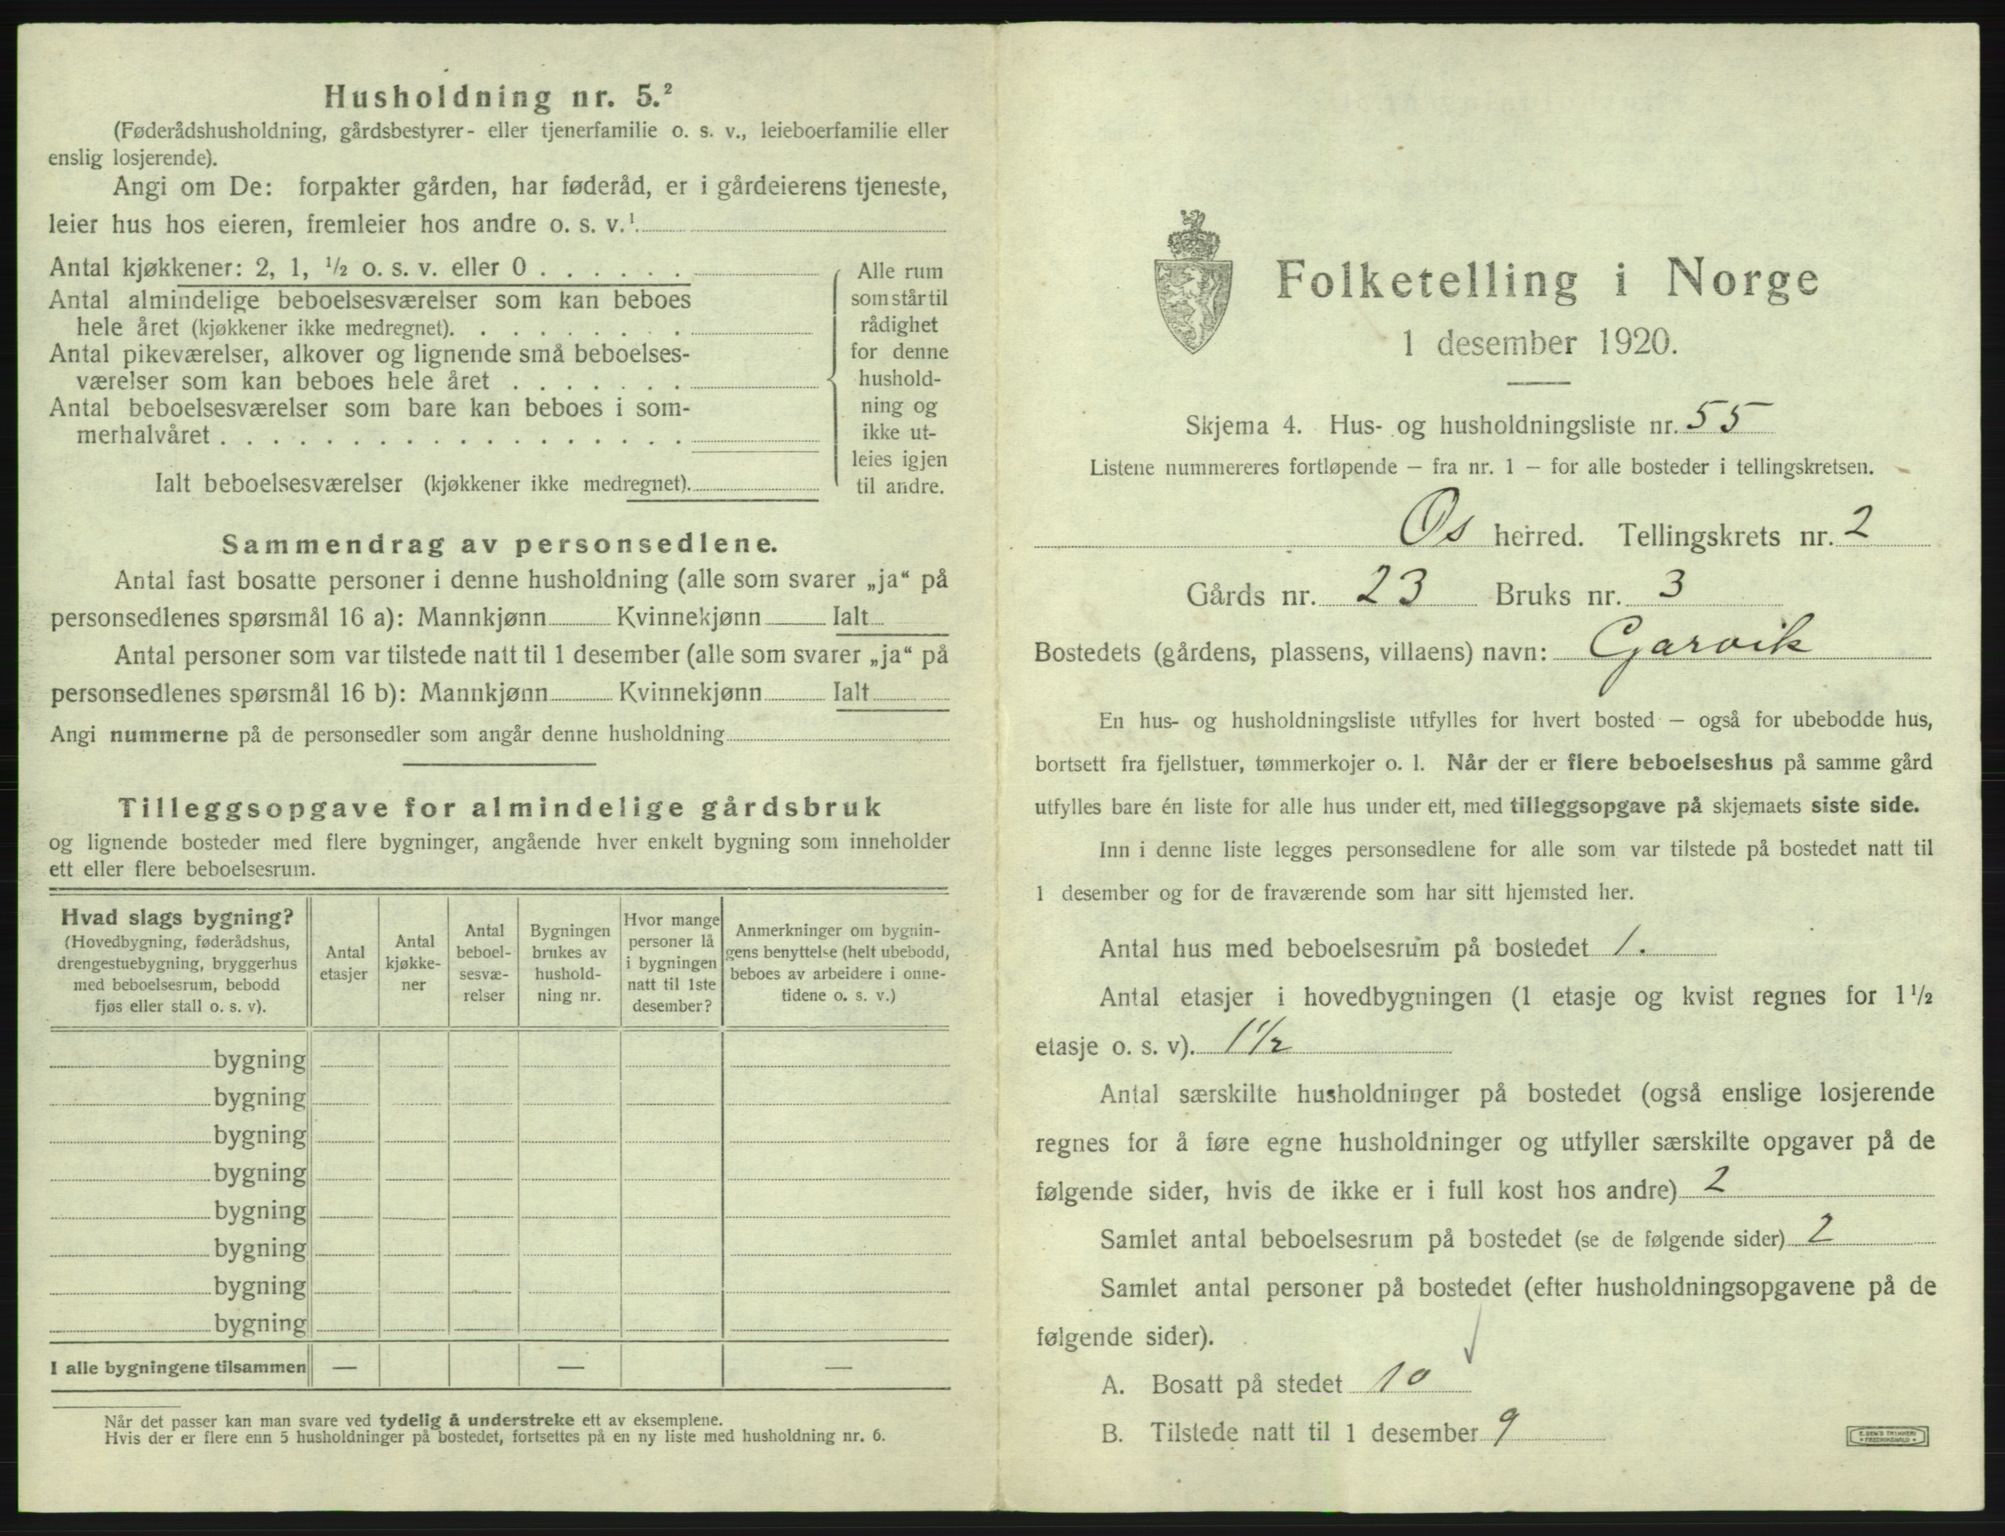 Husholdning nr. 5.²
(Føderådshusholdning, gårdsbestyrer- eller tjenerfamilie o. s. v., leieboerfamilie eller
enslig losjerende).
Angi om De: forpakter gården, har føderåd, er i gårdeierens tjeneste,
leier hus hos eieren, fremleier hos andre o. s. v.¹
Antal kjøkkener: 2, 1, ½ o. s. v. eller 0 . . . . . .
Antal almindelige beboelsesværelser som kan beboes
hele året (kjøkkener ikke medregnet). . . . . . . . .
Antal pikeværelser, alkover og lignende små beboelses-
værelser som kan beboes hele året . . . . . . .
Antal beboelsesværelser som bare kan beboes i som-
merhalvåret . . . . . . . . . . . . . . . . . .
Ialt beboelsesværelser (kjøkkener ikke medregnet).
Alle rum
som står til
rådighet
for denne
hushold-
ning og
ikke ut-
leies igjen
til andre.
Sammendrag av personsedlene.
Antal fast bosatte personer i denne husholdning (alle som svarer „ja“ på
personsedlenes spørsmål 16 a): Mannkjønn Kvinnekjønn Ialt
Antal personer som var tilstede natt til 1 desember (alle som svarer „ja“ på
personsedlenes spørsmål 16 b): Mannkjønn Kvinnekjønn Ialt
Angi nummerne på de personsedler som angår denne husholdning
Tilleggsopgave for almindelige gårdsbruk
og lignende bosteder med flere bygninger, angående hver enkelt bygning som inneholder
ett eller flere beboelsesrum.
Hvad slags bygning?
(Hovedbygning, føderådshus,
drengestuebygning, bryggerhus
med beboelsesrum, bebodd
fjøs eller stall o. s. v).
Antal
etasjer
Antal
kjøkke-
ner
Antal
beboel-
sesvæ-
relser
Bygningen
brukes av
hushold-
ning nr.
Hvor mange
personer lå
i bygningen
natt til 1ste
desember?
Anmerkninger om bygnin-
gens benyttelse (helt ubebodd,
beboes av arbeidere i onne-
tidene o. s. v.)
bygning
bygning
bygning
bygning
bygning
bygning
bygning
bygning
I alle bygningene tilsammen — — —
Når det passer kan man svare ved tydelig å understreke ett av eksemplene.
Hvis der er flere enn 5 husholdninger på bostedet, fortsettes på en ny liste med husholdning nr. 6.
Folketelling i Norge
1 desember 1920.
Skjema 4. Hus- og husholdningsliste nr. 55
Listene nummereres fortløpende – fra nr. 1 – for alle bosteder i tellingskretsen.
Os herred. Tellingskrets nr. 2
Gårds nr. 23 Bruks nr. 3
Bostedets (gårdens, plassens, villaens) navn: Garvik
En hus- og husholdningsliste utfylles for hvert bosted – også for ubebodde hus,
bortsett fra fjellstuer, tømmerkojer o. l. Når der er flere beboelseshus på samme gård
utfylles bare én liste for alle hus under ett, med tilleggsopgave på skjemaets siste side.
Inn i denne liste legges personsedlene for alle som var tilstede på bostedet natt til
1 desember og for de fraværende som har sitt hjemsted her.
Antal hus med beboelsesrum på bostedet 1.
Antal etasjer i hovedbygningen (1 etasje og kvist regnes for 1½
etasje o. s. v). 1½
Antal særskilte husholdninger på bostedet (også enslige losjerende
regnes for å føre egne husholdninger og utfyller særskilte opgaver på de
følgende sider, hvis de ikke er i full kost hos andre) 2
Samlet antal beboelsesrum på bostedet (se de følgende sider) 2
Samlet antal personer på bostedet (efter husholdningsopgavene på de
følgende sider).
A. Bosatt på stedet 10
B. Tilstede natt til 1 desember 9